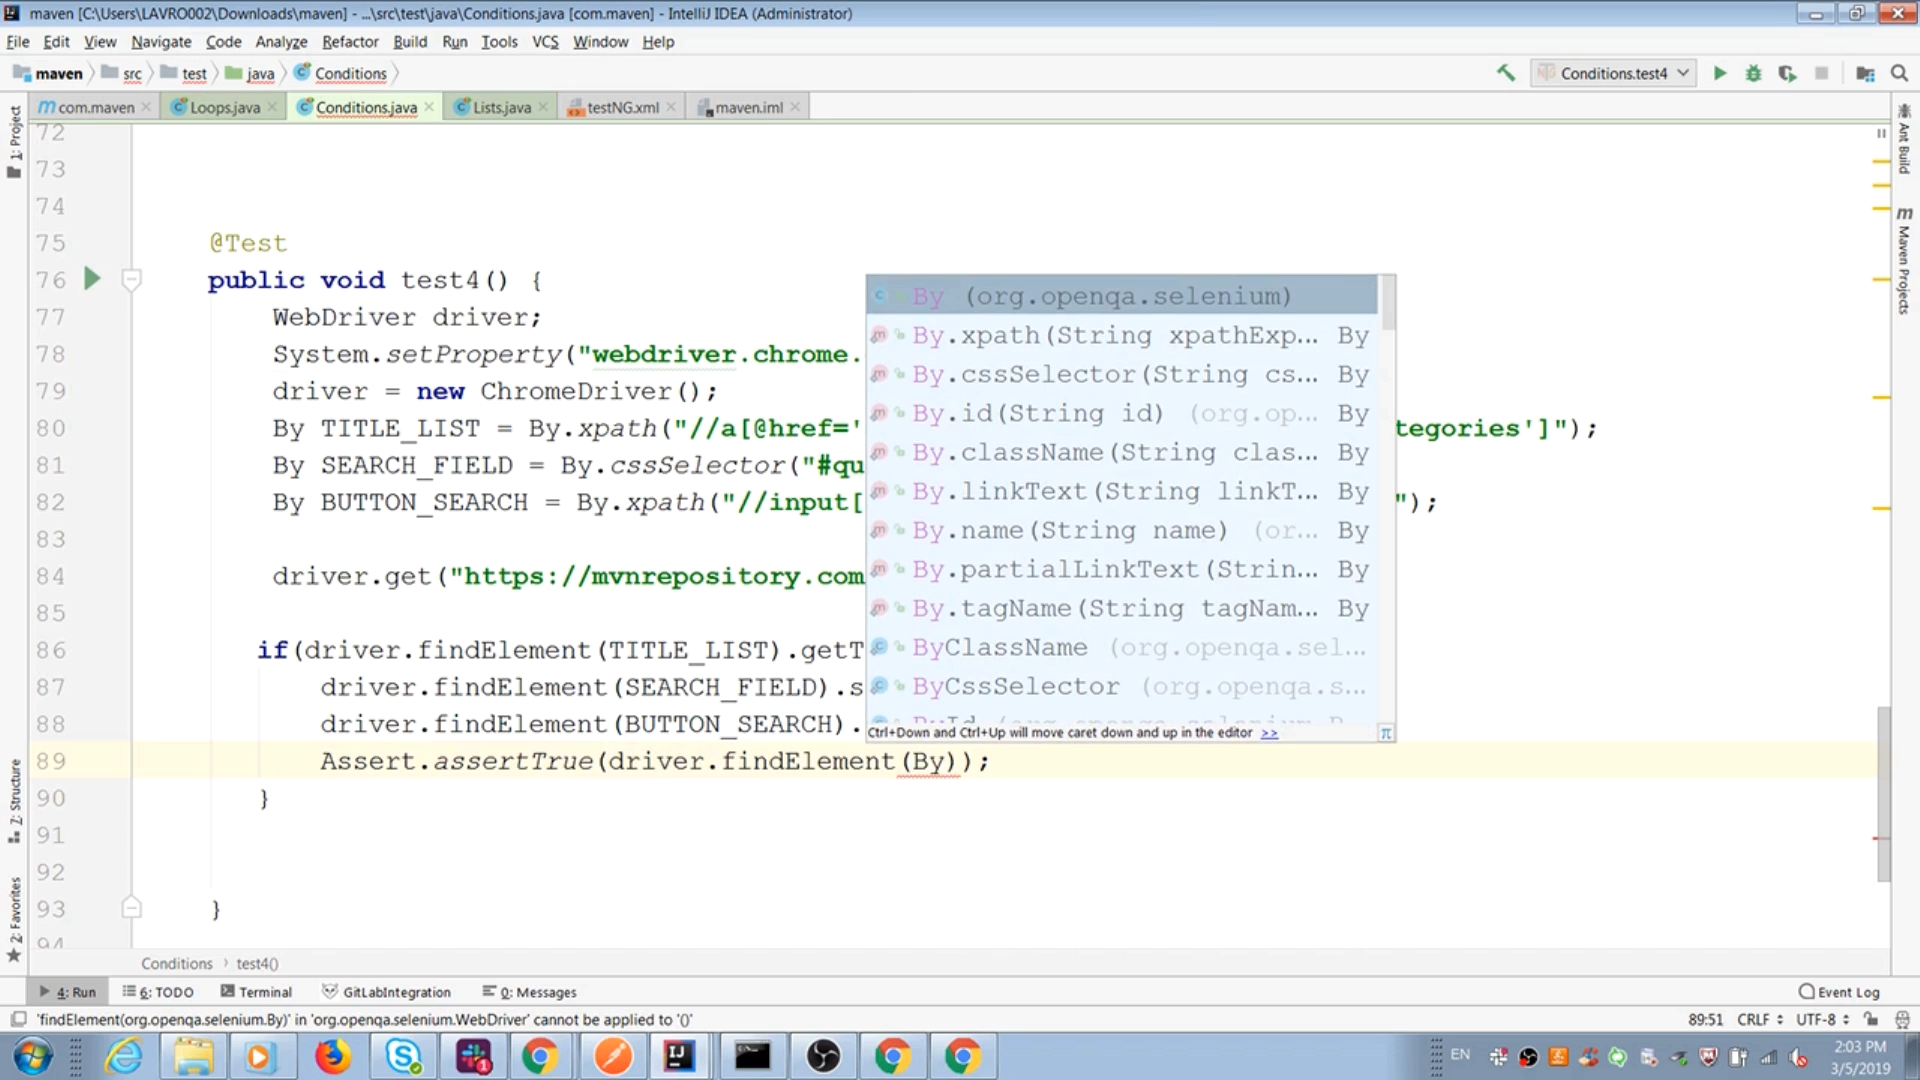 maven [C:\Users\LAVRO002\Downloads\maven] - ...\src\test\java\Conditions.java [com.maven] - IntelliJ IDEA (Administrator)
File Edit View Navigate Code Analyze Refactor Build Run Tools VCS Window Help
maven src test java Conditions Conditions.test4
com.maven Loops.java Conditions.java Lists.java testNG.xml maven.iml
1: Project
Ant Build
Maven Projects
Z: Structure
2: Favorites
72
73
74
75 @Test
76 public void test4() {
77 WebDriver driver;
78 System.setProperty("webdriver.chrome.
79 driver = new ChromeDriver();
80 By TITLE_LIST = By.xpath("//a[@href=' tegories']");
81 By SEARCH_FIELD = By.cssSelector("#qu
82 By BUTTON_SEARCH = By.xpath("//input[ ");
83
84 driver.get("https://mvnrepository.com
85
86 if(driver.findElement(TITLE_LIST).getT
87 driver.findElement(SEARCH_FIELD).s
88 driver.findElement(BUTTON_SEARCH).
89 Assert.assertTrue(driver.findElement(By));
90 }
91
92
93 }
94
By (org.openqa.selenium)
By.xpath(String xpathExp... By
By.cssSelector(String cs... By
By.id(String id) (org.op... By
By.className(String clas... By
By.linkText(String linkT... By
By.name(String name) (or... By
By.partialLinkText(Strin... By
By.tagName(String tagNam... By
ByClassName (org.openqa.sel...
ByCssSelector (org.openqa.s...
Ctrl+Down and Ctrl+Up will move caret down and up in the editor >> π
Conditions › test4()
4: Run 6: TODO Terminal GitLabIntegration 0: Messages Event Log
'findElement(org.openqa.selenium.By)' in 'org.openqa.selenium.WebDriver' cannot be applied to '()' 89:51 CRLF UTF-8
EN 2:03 PM
3/5/2019